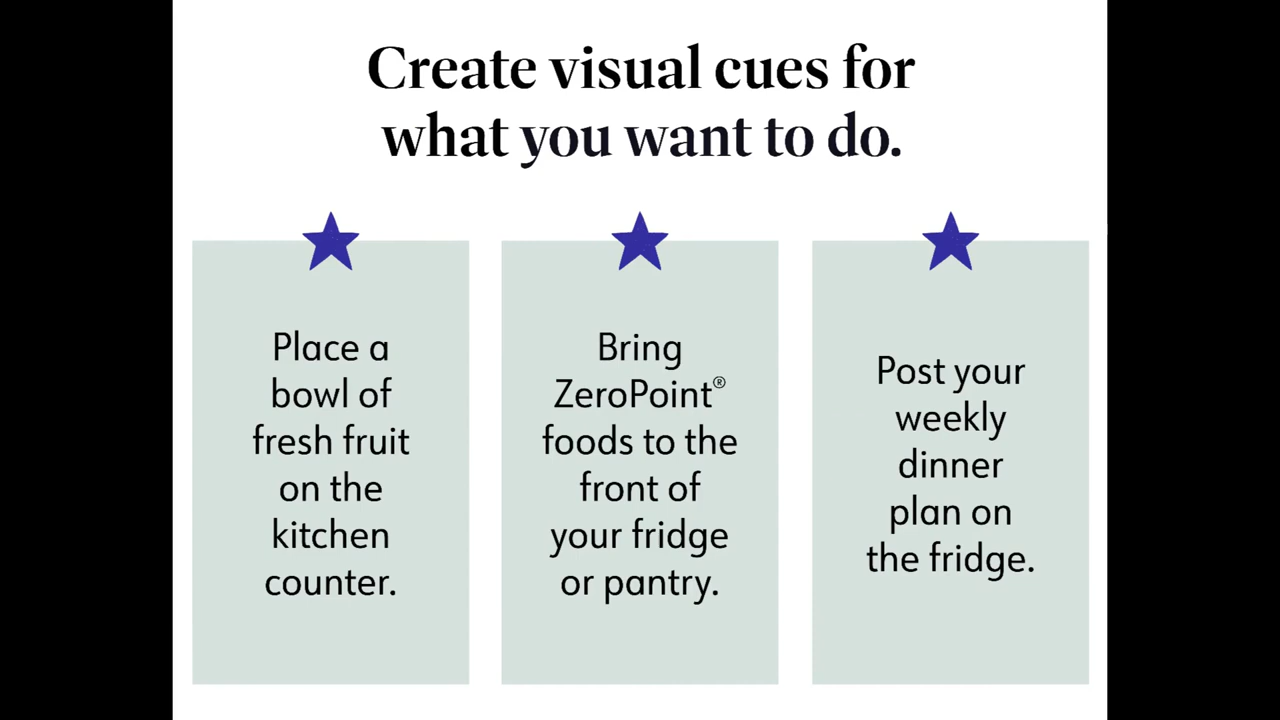 Create visual cues for
what you want to do.
Place a
bowl of
fresh fruit
on the
kitchen
counter.
Bring
ZeroPoint®
foods to the
front of
your fridge
or pantry.
Post your
weekly
dinner
plan on
the fridge.